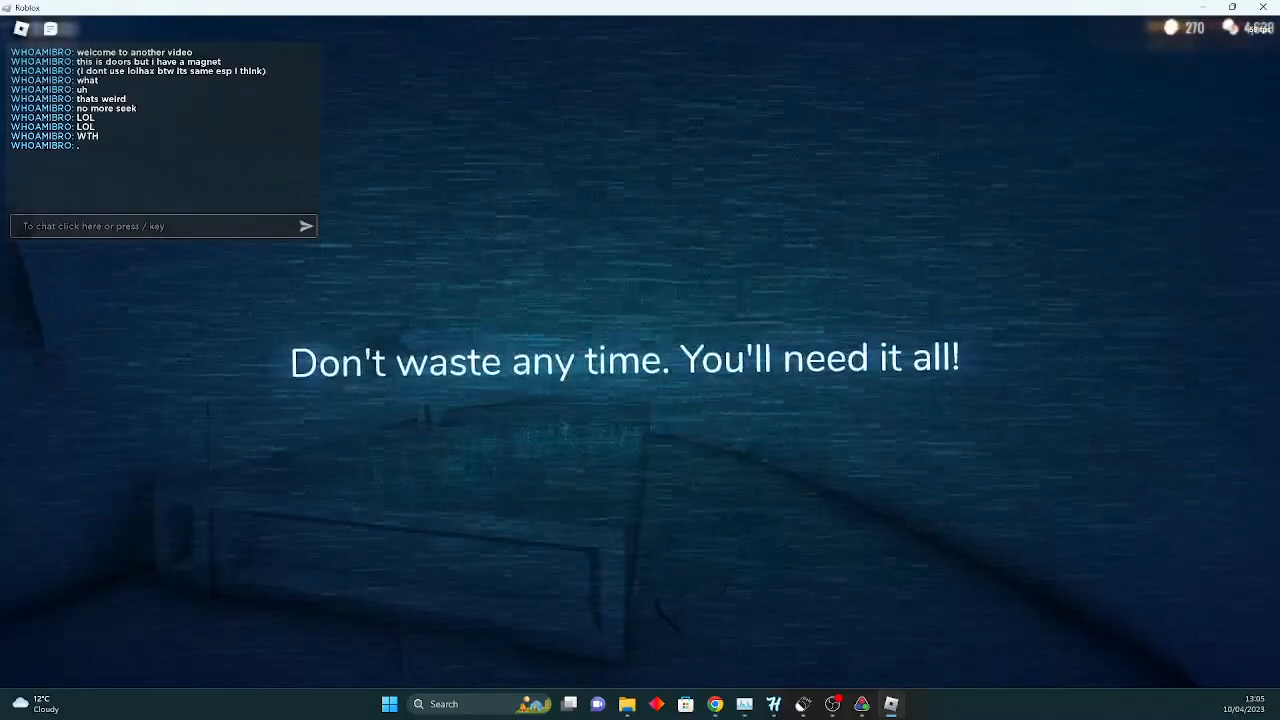 Roblox
270
4,638
WHOAMIBRO: welcome to another video
WHOAMIBRO: this is doors but i have a magnet
WHOAMIBRO: (i dont use lolhax btw its same esp i think)
WHOAMIBRO: what
WHOAMIBRO: uh
WHOAMIBRO: thats weird
WHOAMIBRO: no more seek
WHOAMIBRO: LOL
WHOAMIBRO: LOL
WHOAMIBRO: WTH
WHOAMIBRO: .
To chat click here or press / key
Don't waste any time. You'll need it all!
12°C
Cloudy
Search
13:05
10/04/2023